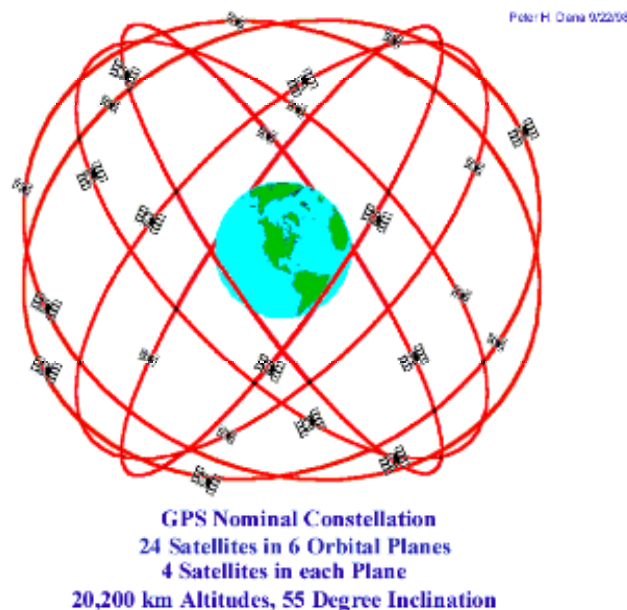 Peter H. Dana 9/22/98
GPS Nominal Constellation
24 Satellites in 6 Orbital Planes
4 Satellites in each Plane
20,200 km Altitudes, 55 Degree Inclination